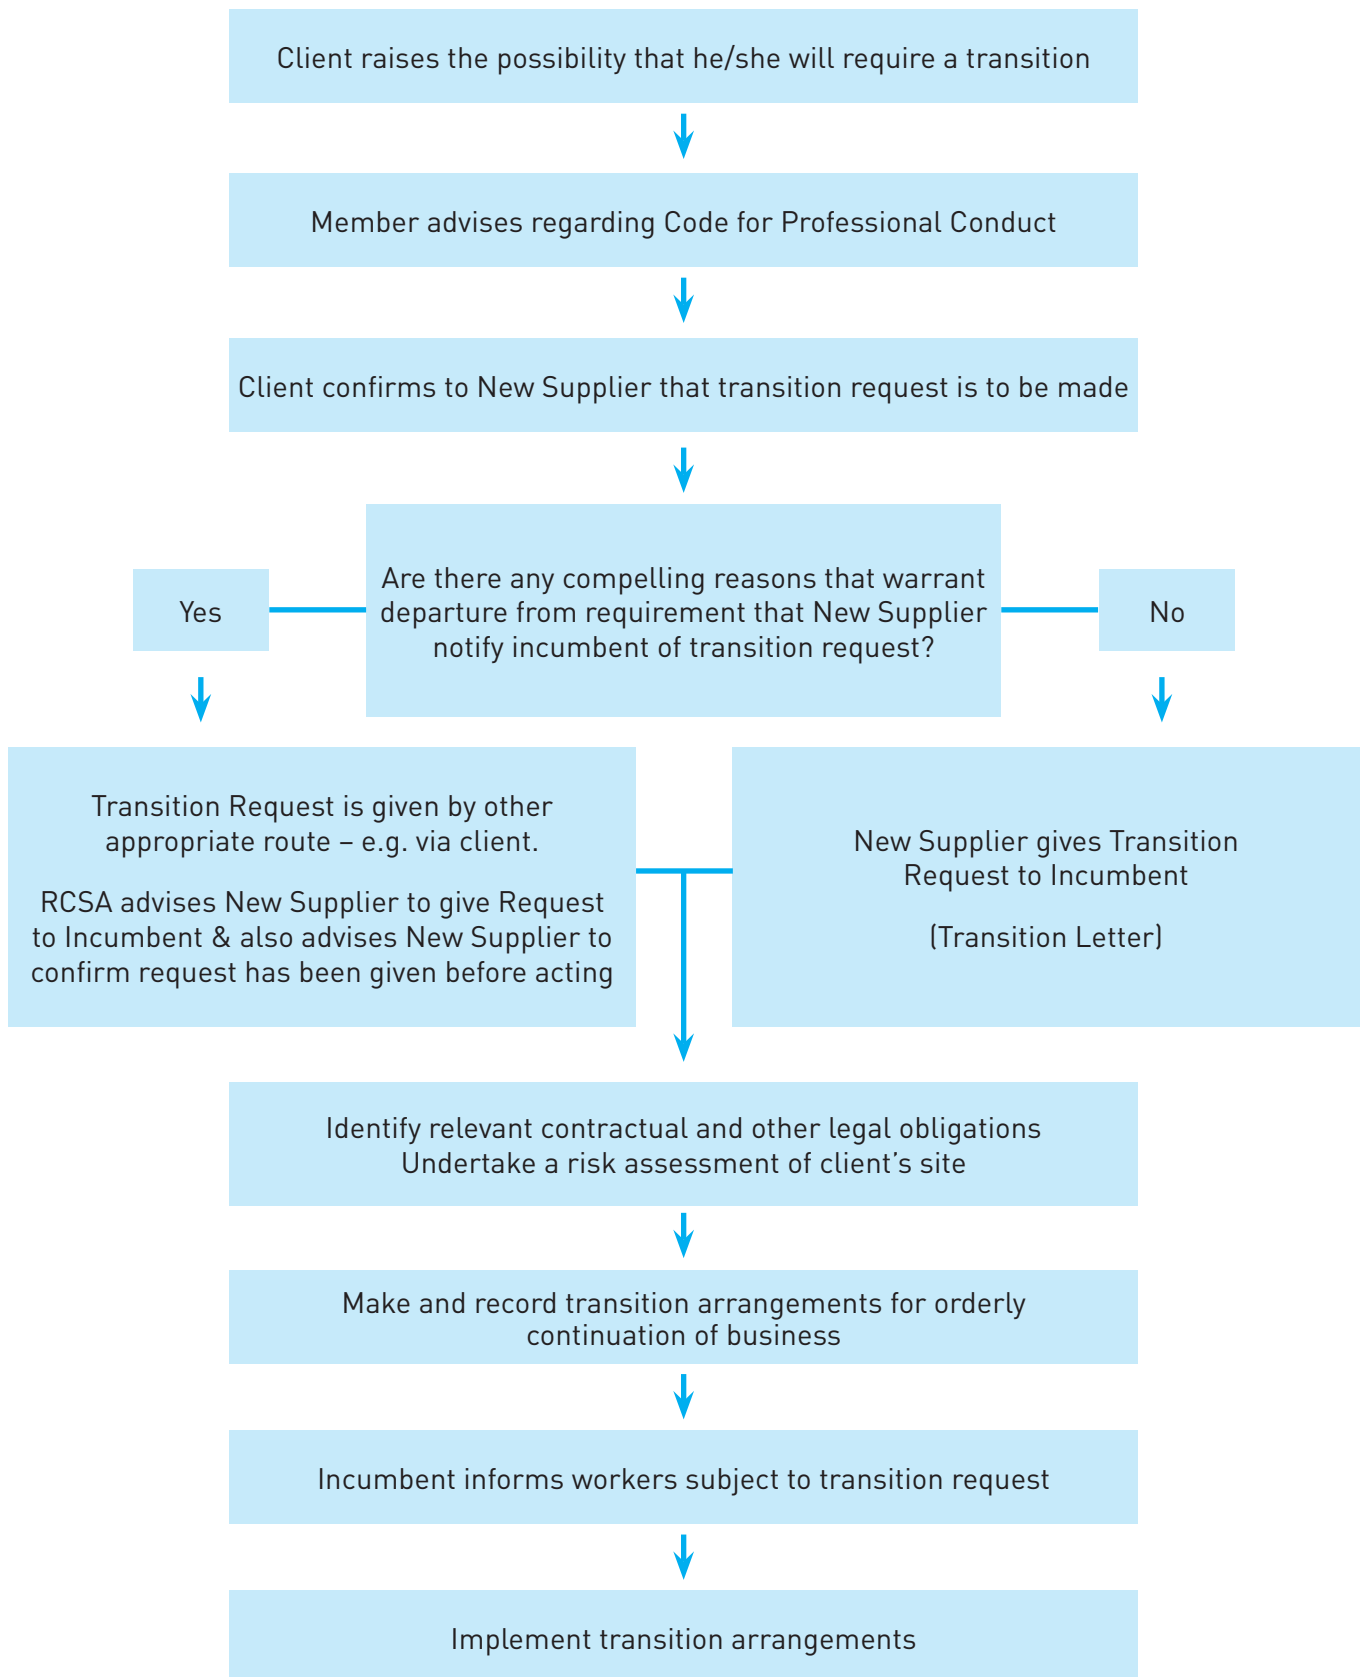 Client raises the possibility that he/she will require a transition
Member advises regarding Code for Professional Conduct
Client confirms to New Supplier that transition request is to be made
Are there any compelling reasons that warrant
departure from requirement that New Supplier
notify incumbent of transition request?
Yes
No
Transition Request is given by other
appropriate route – e.g. via client.
RCSA advises New Supplier to give Request
to Incumbent & also advises New Supplier to
confirm request has been given before acting
New Supplier gives Transition
Request to Incumbent
(Transition Letter)
Identify relevant contractual and other legal obligations
Undertake a risk assessment of client’s site
Make and record transition arrangements for orderly
continuation of business
Incumbent informs workers subject to transition request
Implement transition arrangements